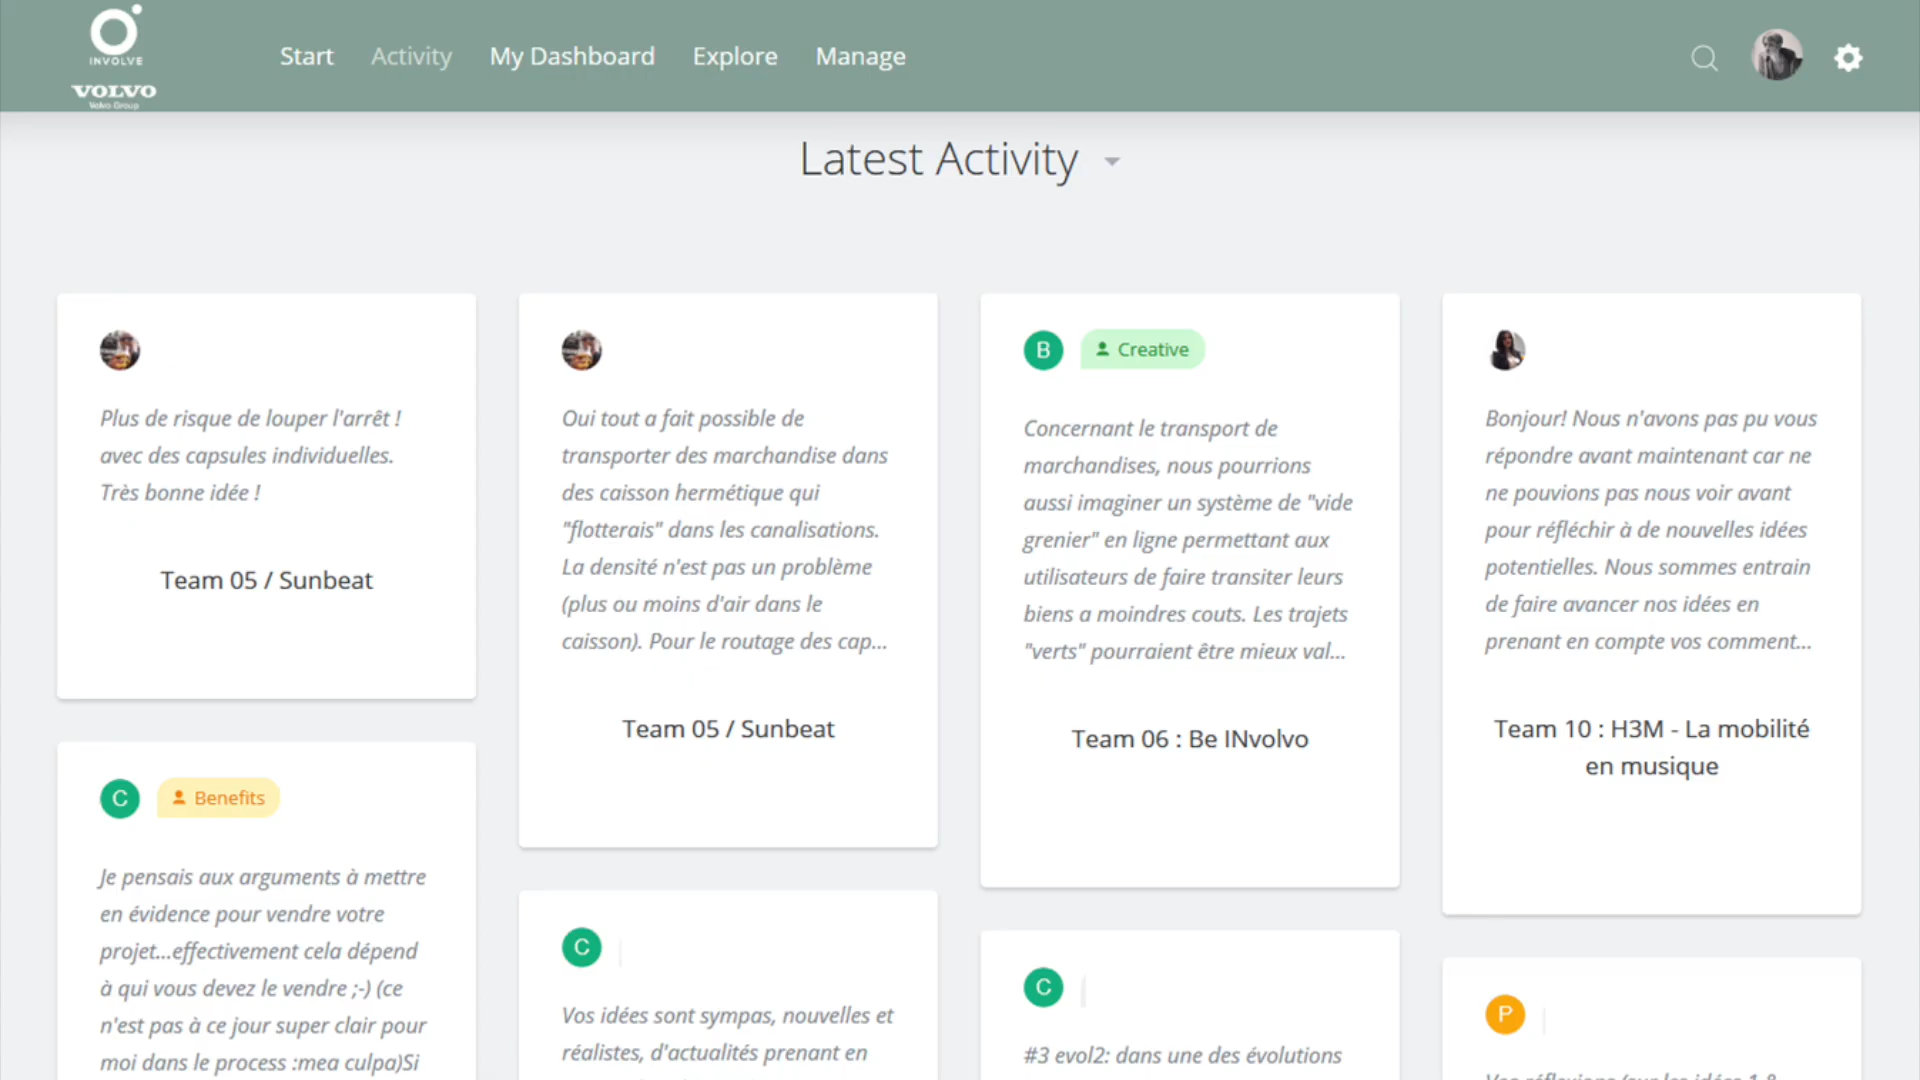 INVOLVE
VOLVO
Volvo Group
Start
Activity
My Dashboard
Explore
Manage
Latest Activity
Plus de risque de louper l'arrêt !
avec des capsules individuelles.
Très bonne idée !
Team 05 / Sunbeat
Oui tout a fait possible de
transporter des marchandise dans
des caisson hermétique qui
"flotterais" dans les canalisations.
La densité n'est pas un problème
(plus ou moins d'air dans le
caisson). Pour le routage des cap...
Team 05 / Sunbeat
B
Creative
Concernant le transport de
marchandises, nous pourrions
aussi imaginer un système de "vide
grenier" en ligne permettant aux
utilisateurs de faire transiter leurs
biens a moindres couts. Les trajets
"verts" pourraient être mieux val...
Team 06 : Be INvolvo
Bonjour! Nous n'avons pas pu vous
répondre avant maintenant car ne
ne pouvions pas nous voir avant
pour réfléchir à de nouvelles idées
potentielles. Nous sommes entrain
de faire avancer nos idées en
prenant en compte vos comment...
Team 10 : H3M - La mobilité
en musique
C
Benefits
Je pensais aux arguments à mettre
en évidence pour vendre votre
projet...effectivement cela dépend
à qui vous devez le vendre ;-) (ce
n'est pas à ce jour super clair pour
moi dans le process :mea culpa)Si
C
Vos idées sont sympas, nouvelles et
réalistes, d'actualités prenant en
C
#3 evol2: dans une des évolutions
P